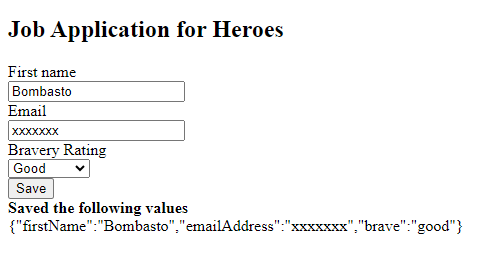 Job Application for Heroes
First name
Bombasto
Email
xxxxxxx
Bravery Rating
Good
Save
Saved the following values
{"firstName":"Bombasto","emailAddress":"xxxxxxx","brave":"good"}